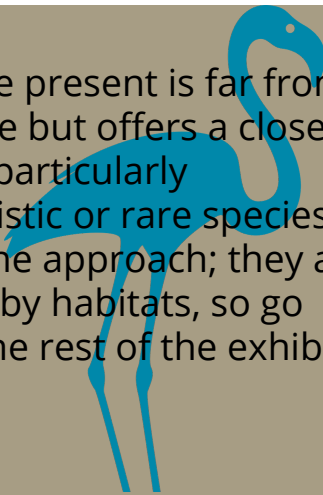 e present is far from
e but offers a close
particularly
istic or rare species
he approach; they a
by habitats, so go
he rest of the exhib